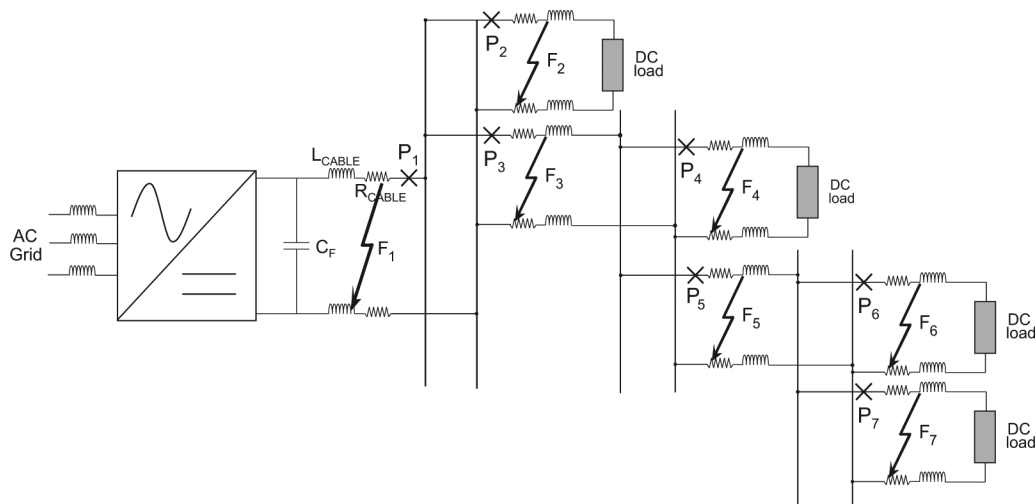 P2
F2
DC
load
P3
F3
LCABLE
P1
RCABLE
AC
Grid
CF
F1
P4
F4
DC
load
P5
F5
P6
F6
DC
load
P7
F7
DC
load